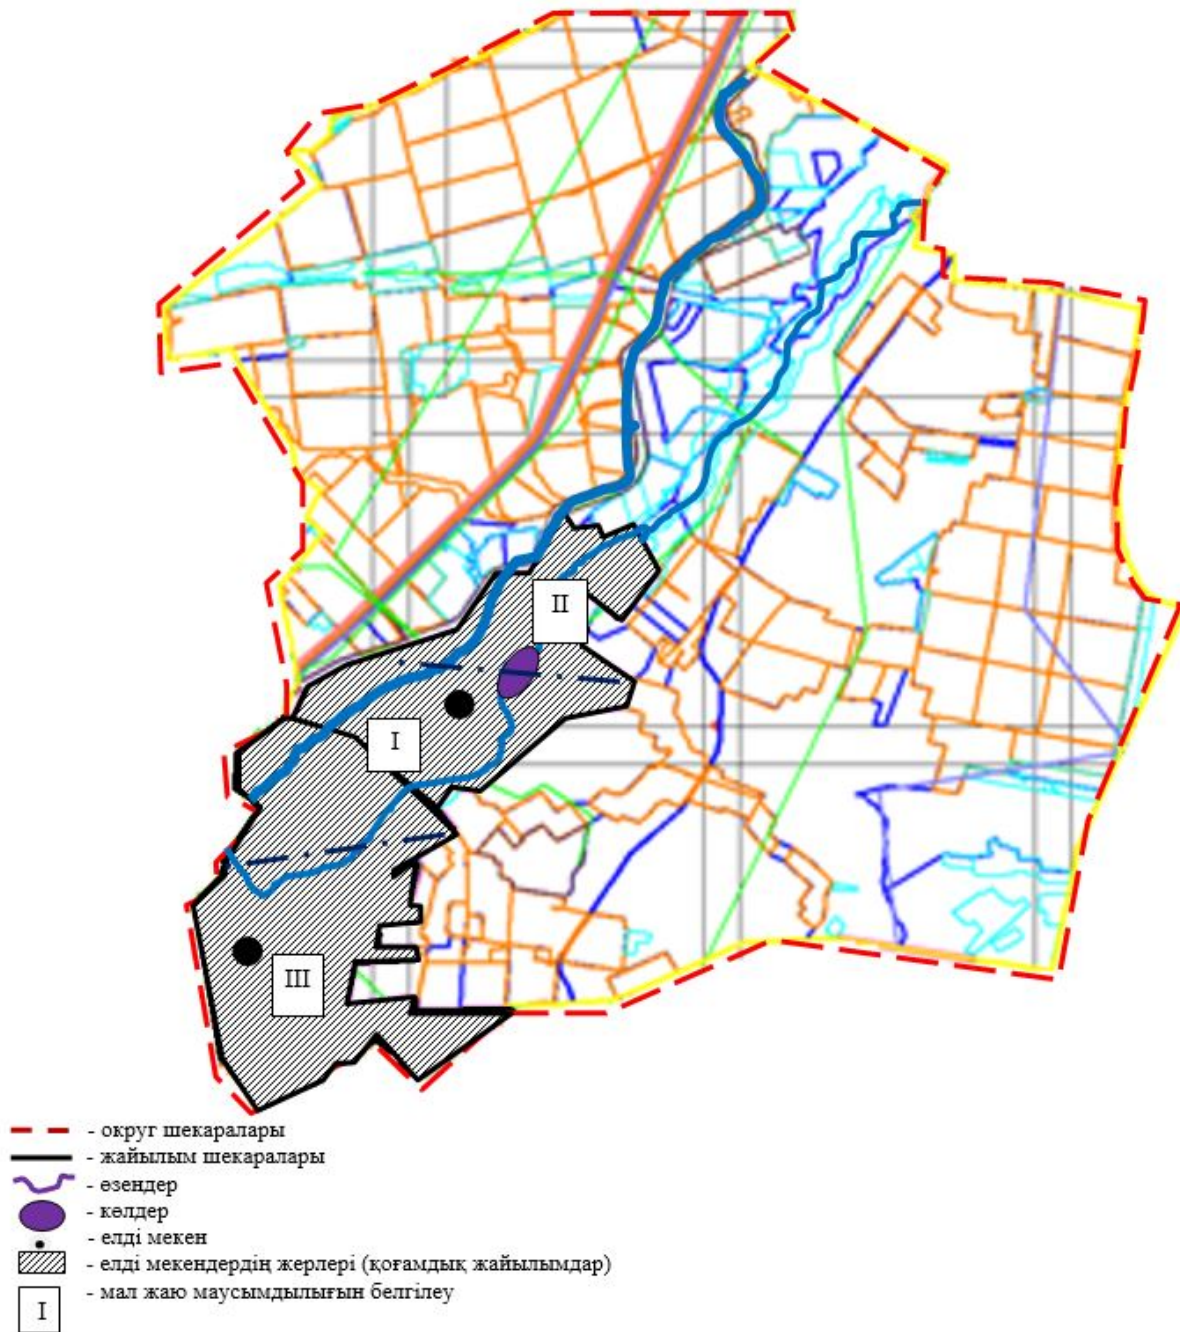 II
I
III
- округ шекаралары
- жайылым шекаралары
- өзендер
- көлдер
- елді мекен
- елді мекендердің жерлері (қоғамдық жайылымдар)
- мал жаю маусымдылығын белгілеу
I